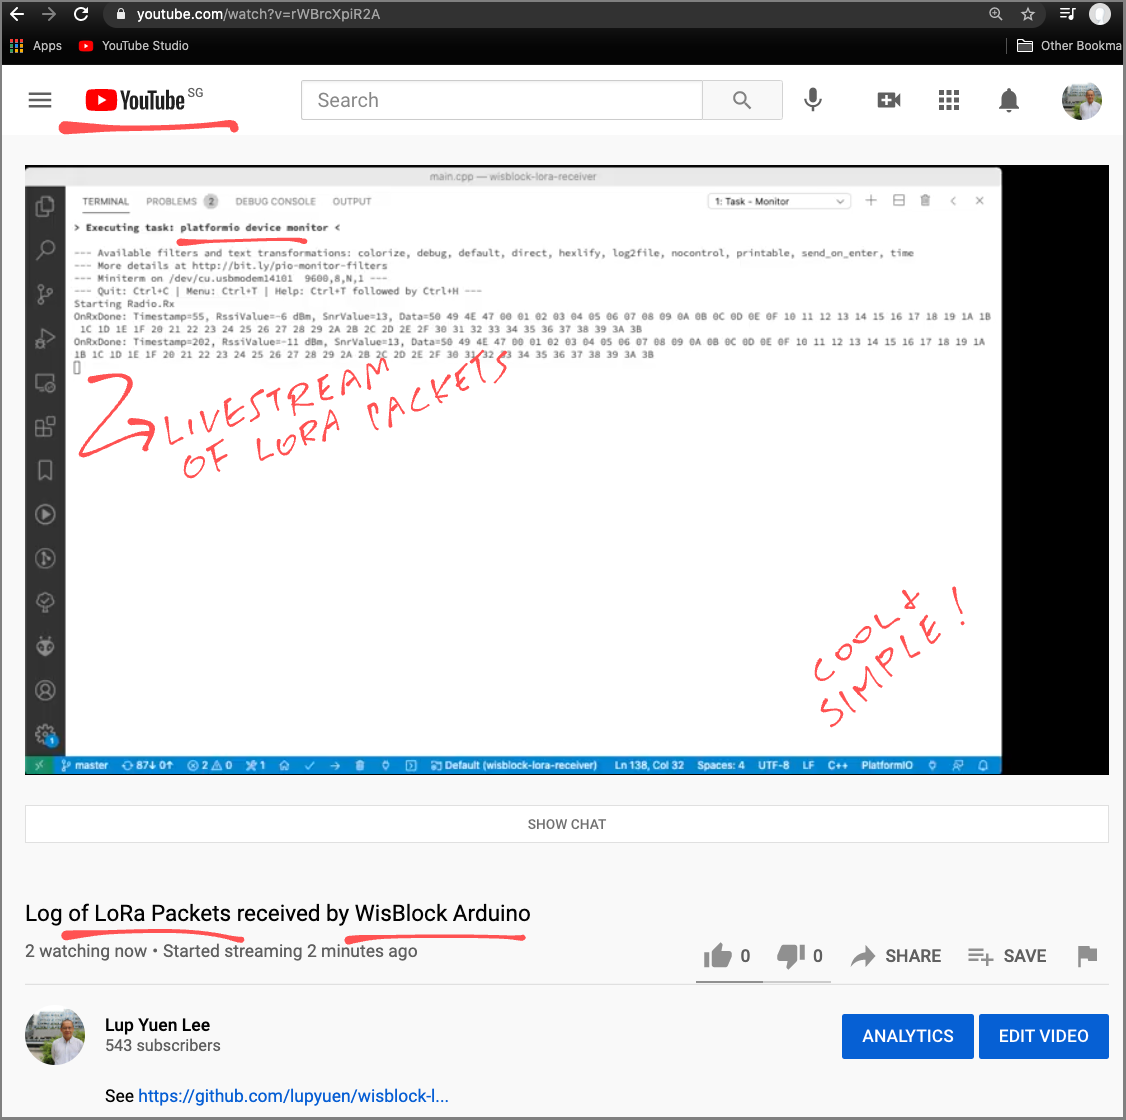 youtube.com/watch?v=rWBrcXpiR2A
Apps YouTube Studio Other Bookma
YouTube SG
Search
main.cpp — wisblock-lora-receiver
TERMINAL PROBLEMS 2 DEBUG CONSOLE OUTPUT 1: Task - Monitor
> Executing task: platformio device monitor <
--- Available filters and text transformations: colorize, debug, default, direct, hexlify, log2file, nocontrol, printable, send_on_enter, time
--- More details at http://bit.ly/pio-monitor-filters
--- Miniterm on /dev/cu.usbmodem14101 9600,8,N,1 ---
--- Quit: Ctrl+C | Menu: Ctrl+T | Help: Ctrl+T followed by Ctrl+H ---
Starting Radio.Rx
OnRxDone: Timestamp=55, RssiValue=-6 dBm, SnrValue=13, Data=50 49 4E 47 00 01 02 03 04 05 06 07 08 09 0A 0B 0C 0D 0E 0F 10 11 12 13 14 15 16 17 18 19 1A 1B
1C 1D 1E 1F 20 21 22 23 24 25 26 27 28 29 2A 2B 2C 2D 2E 2F 30 31 32 33 34 35 36 37 38 39 3A 3B
OnRxDone: Timestamp=202, RssiValue=-11 dBm, SnrValue=13, Data=50 49 4E 47 00 01 02 03 04 05 06 07 08 09 0A 0B 0C 0D 0E 0F 10 11 12 13 14 15 16 17 18 19 1A
1B 1C 1D 1E 1F 20 21 22 23 24 25 26 27 28 29 2A 2B 2C 2D 2E 2F 30 31 32 33 34 35 36 37 38 39 3A 3B
LIVESTREAM
OF LORA PACKETS
COOL &
SIMPLE!
1
master 87↓ 0↑ 2 0 1 Default (wisblock-lora-receiver) Ln 138, Col 32 Spaces: 4 UTF-8 LF C++ PlatformIO
SHOW CHAT
Log of LoRa Packets received by WisBlock Arduino
2 watching now • Started streaming 2 minutes ago
0 0 SHARE SAVE
Lup Yuen Lee
543 subscribers
ANALYTICS EDIT VIDEO
See https://github.com/lupyuen/wisblock-l...